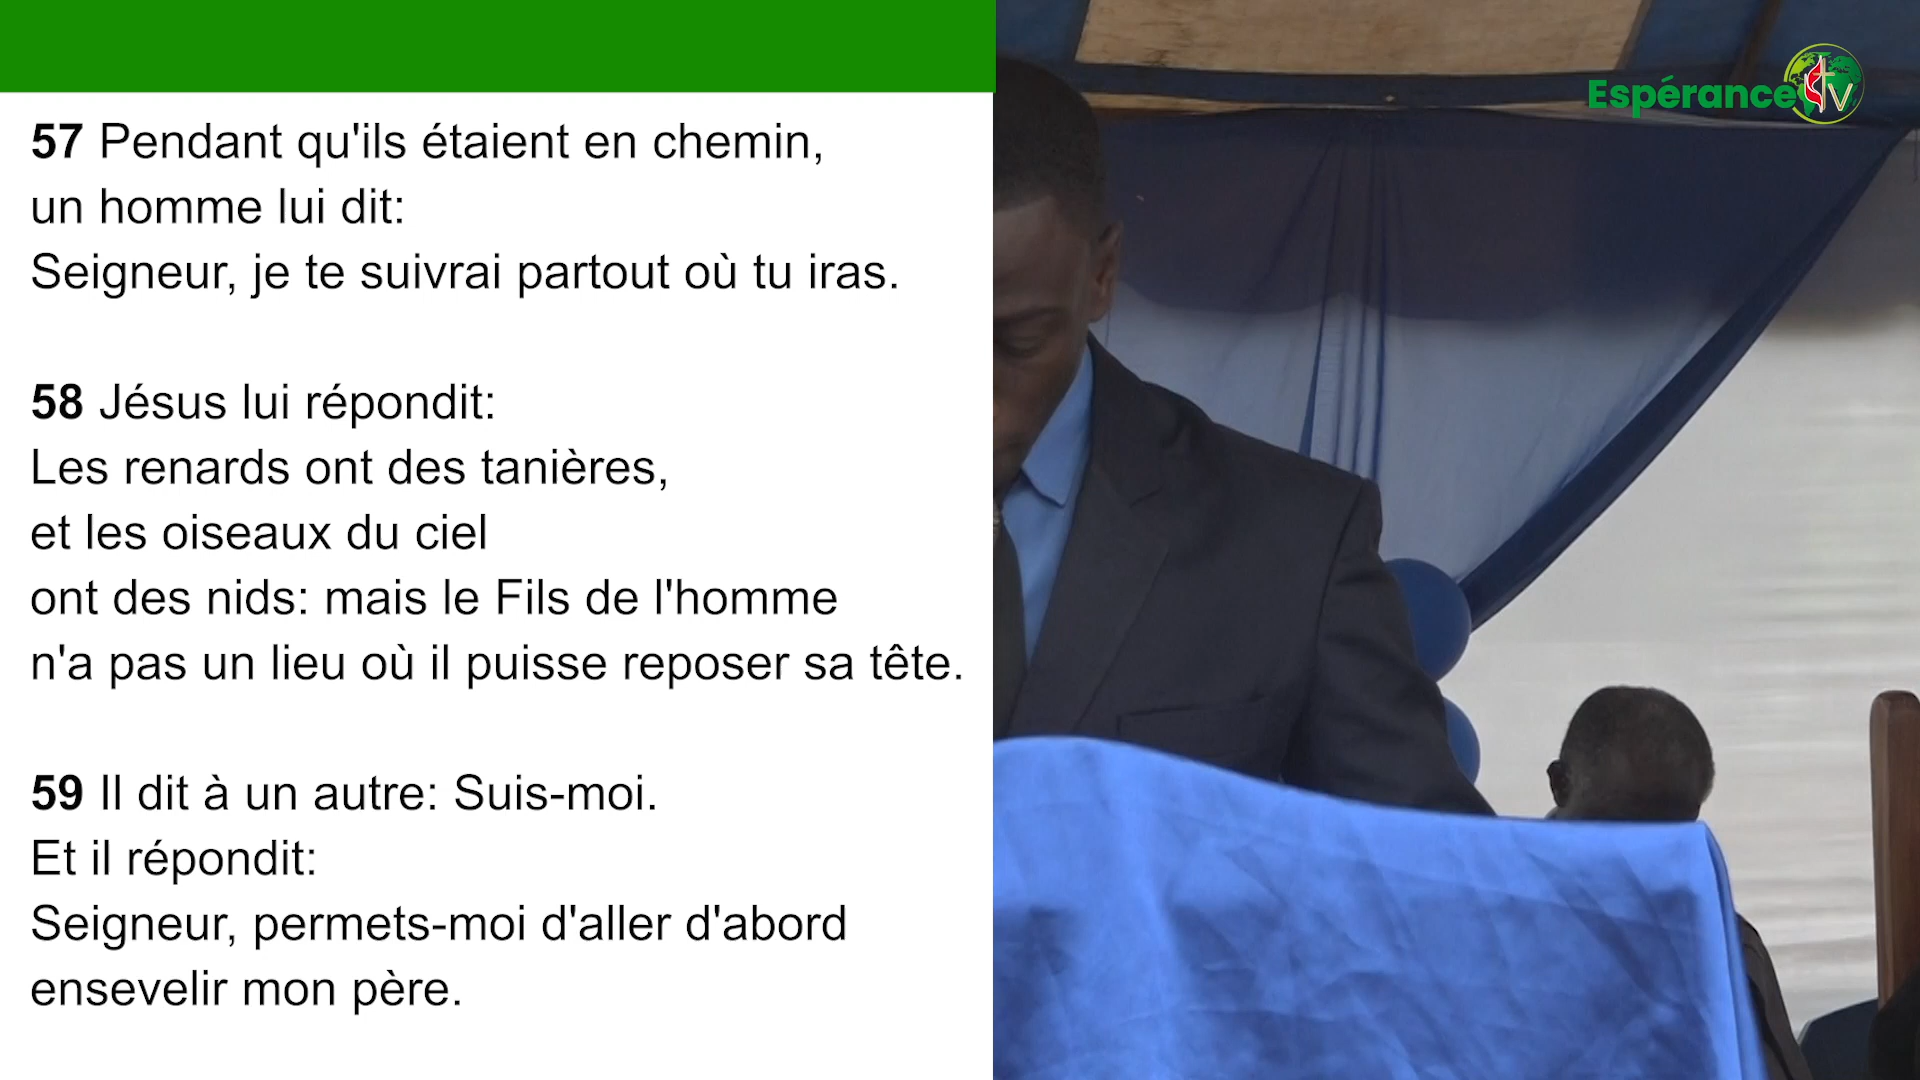 57 Pendant qu'ils étaient en chemin,
un homme lui dit:
Seigneur, je te suivrai partout où tu iras.
58 Jésus lui répondit:
Les renards ont des tanières,
et les oiseaux du ciel
ont des nids: mais le Fils de l'homme
n'a pas un lieu où il puisse reposer sa tête.
59 Il dit à un autre: Suis-moi.
Et il répondit:
Seigneur, permets-moi d'aller d'abord
ensevelir mon père.
Espérance TV